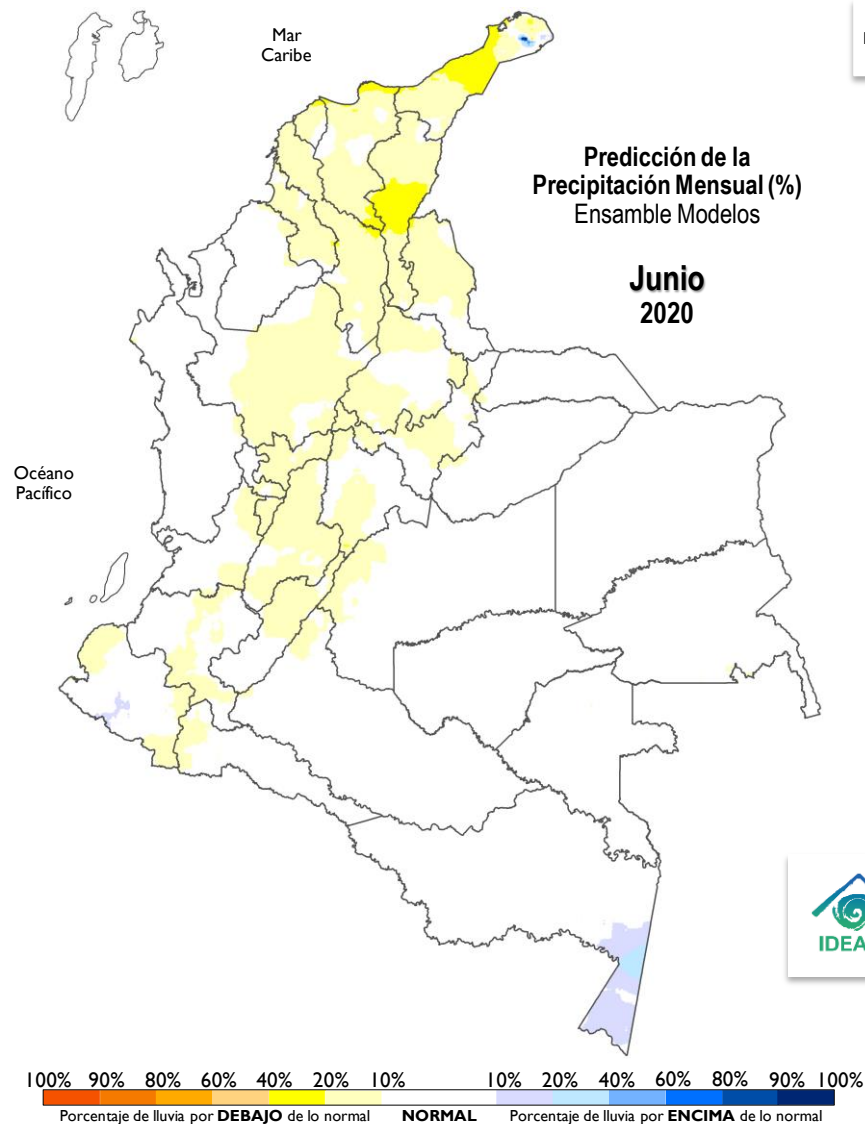 Mar
Caribe
Predicción de la
Precipitación Mensual (%)
Ensamble Modelos
Junio
2020
Océano
Pacífico
100% 90% 80% 60% 40% 20% 10% 10% 20% 40% 60% 80% 90% 100%
Porcentaje de lluvia por DEBAJO de lo normal NORMAL Porcentaje de lluvia por ENCIMA de lo normal